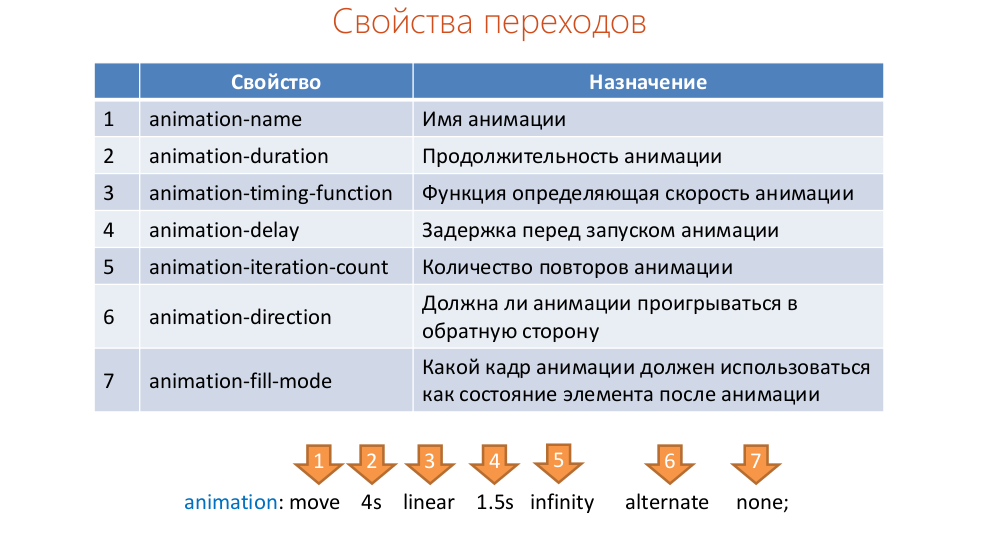 Свойства переходов
Свойство Назначение
1 animation-name Имя анимации
2 animation-duration Продолжительность анимации
3 animation-timing-function Функция определяющая скорость анимации
4 animation-delay Задержка перед запуском анимации
5 animation-iteration-count Количество повторов анимации
6 animation-direction Должна ли анимации проигрываться в
обратную сторону
7 animation-fill-mode Какой кадр анимации должен использоваться
как состояние элемента после анимации
1 2 3 4 5 6 7
animation: move 4s linear 1.5s infinity alternate none;